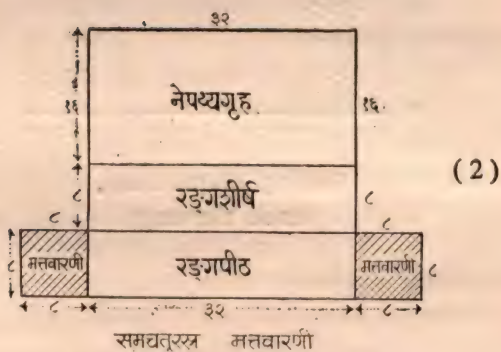 ३२
१६ नेपथ्यगृह १६
(2)
८ रङ्गशीर्ष ८
८ ८
८ मत्तवारणी रङ्गपीठ मत्तवारणी ८
८ ३२ ८
समचतुरस्र मत्तवारणी